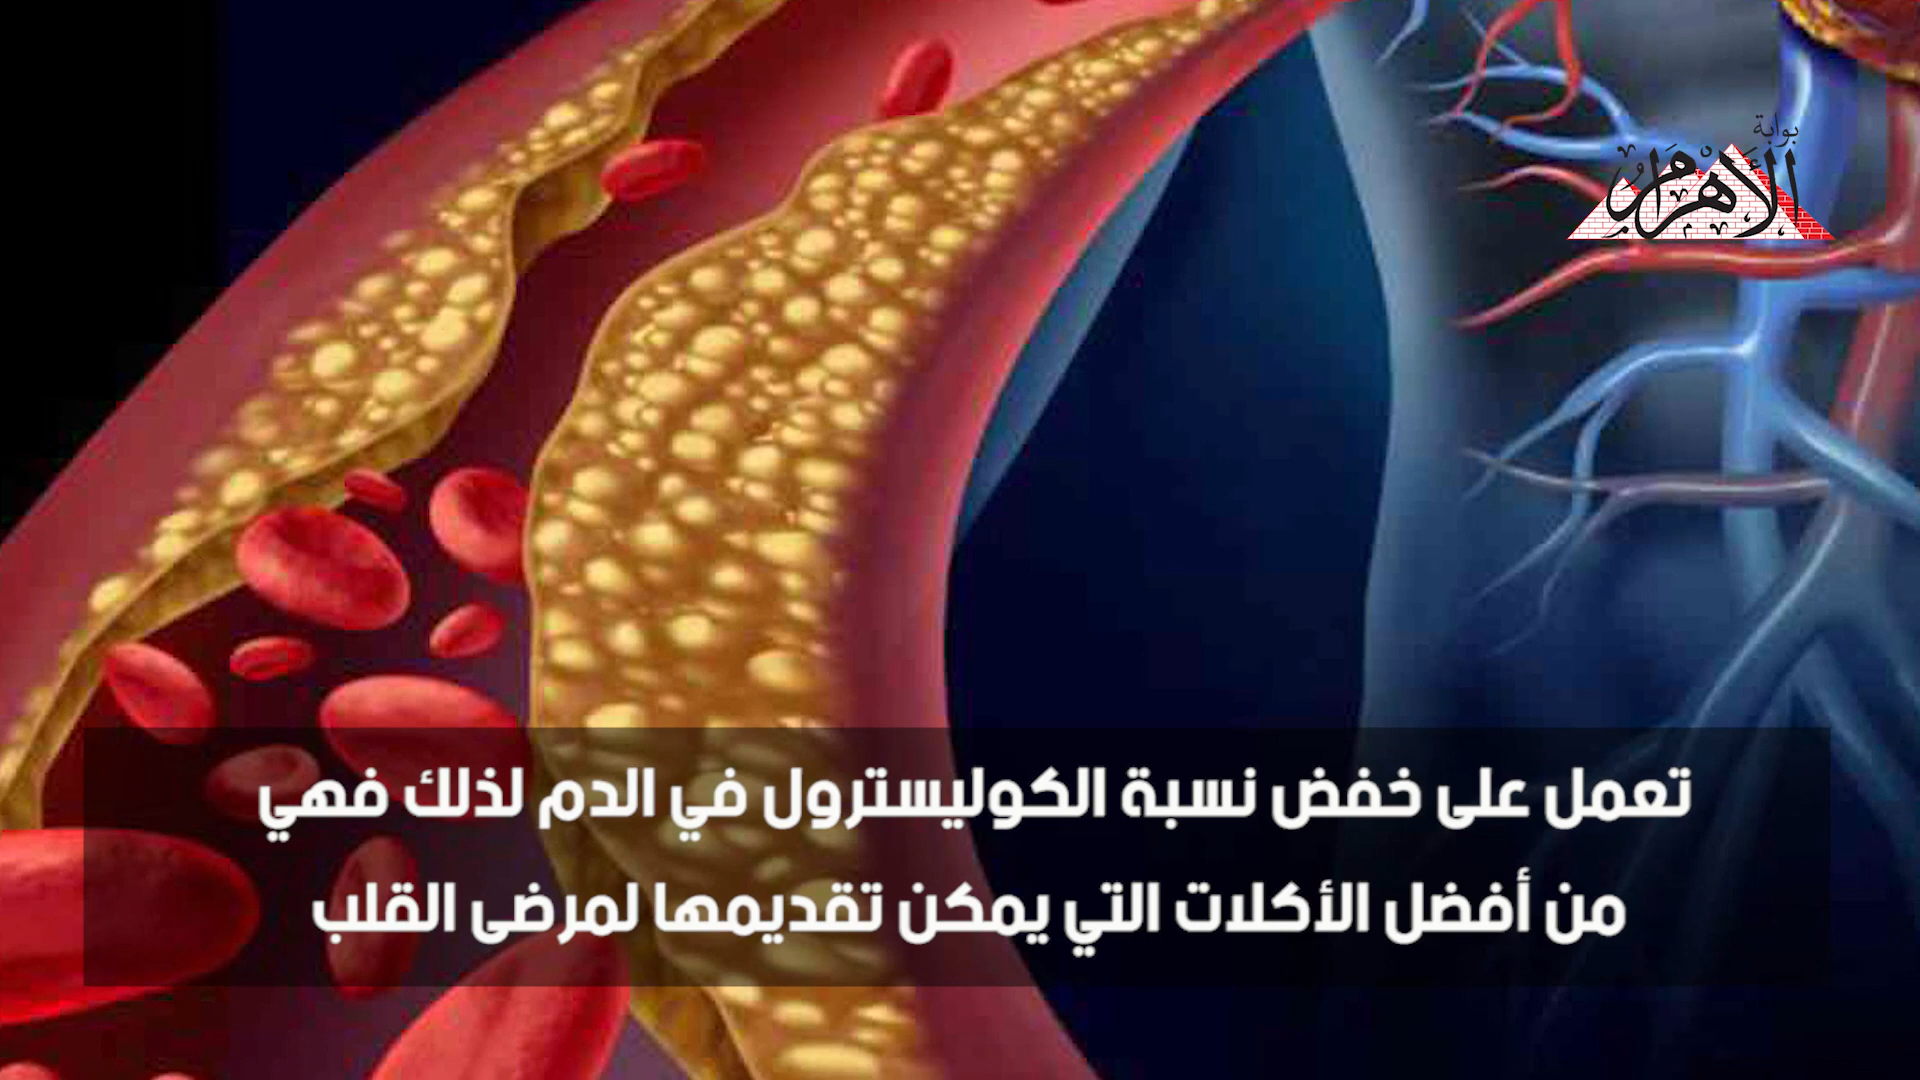 بوابة
الأهرام
تعمل على خفض نسبة الكوليسترول في الدم لذلك فهي
من أفضل الأكلات التي يمكن تقديمها لمرضى القلب